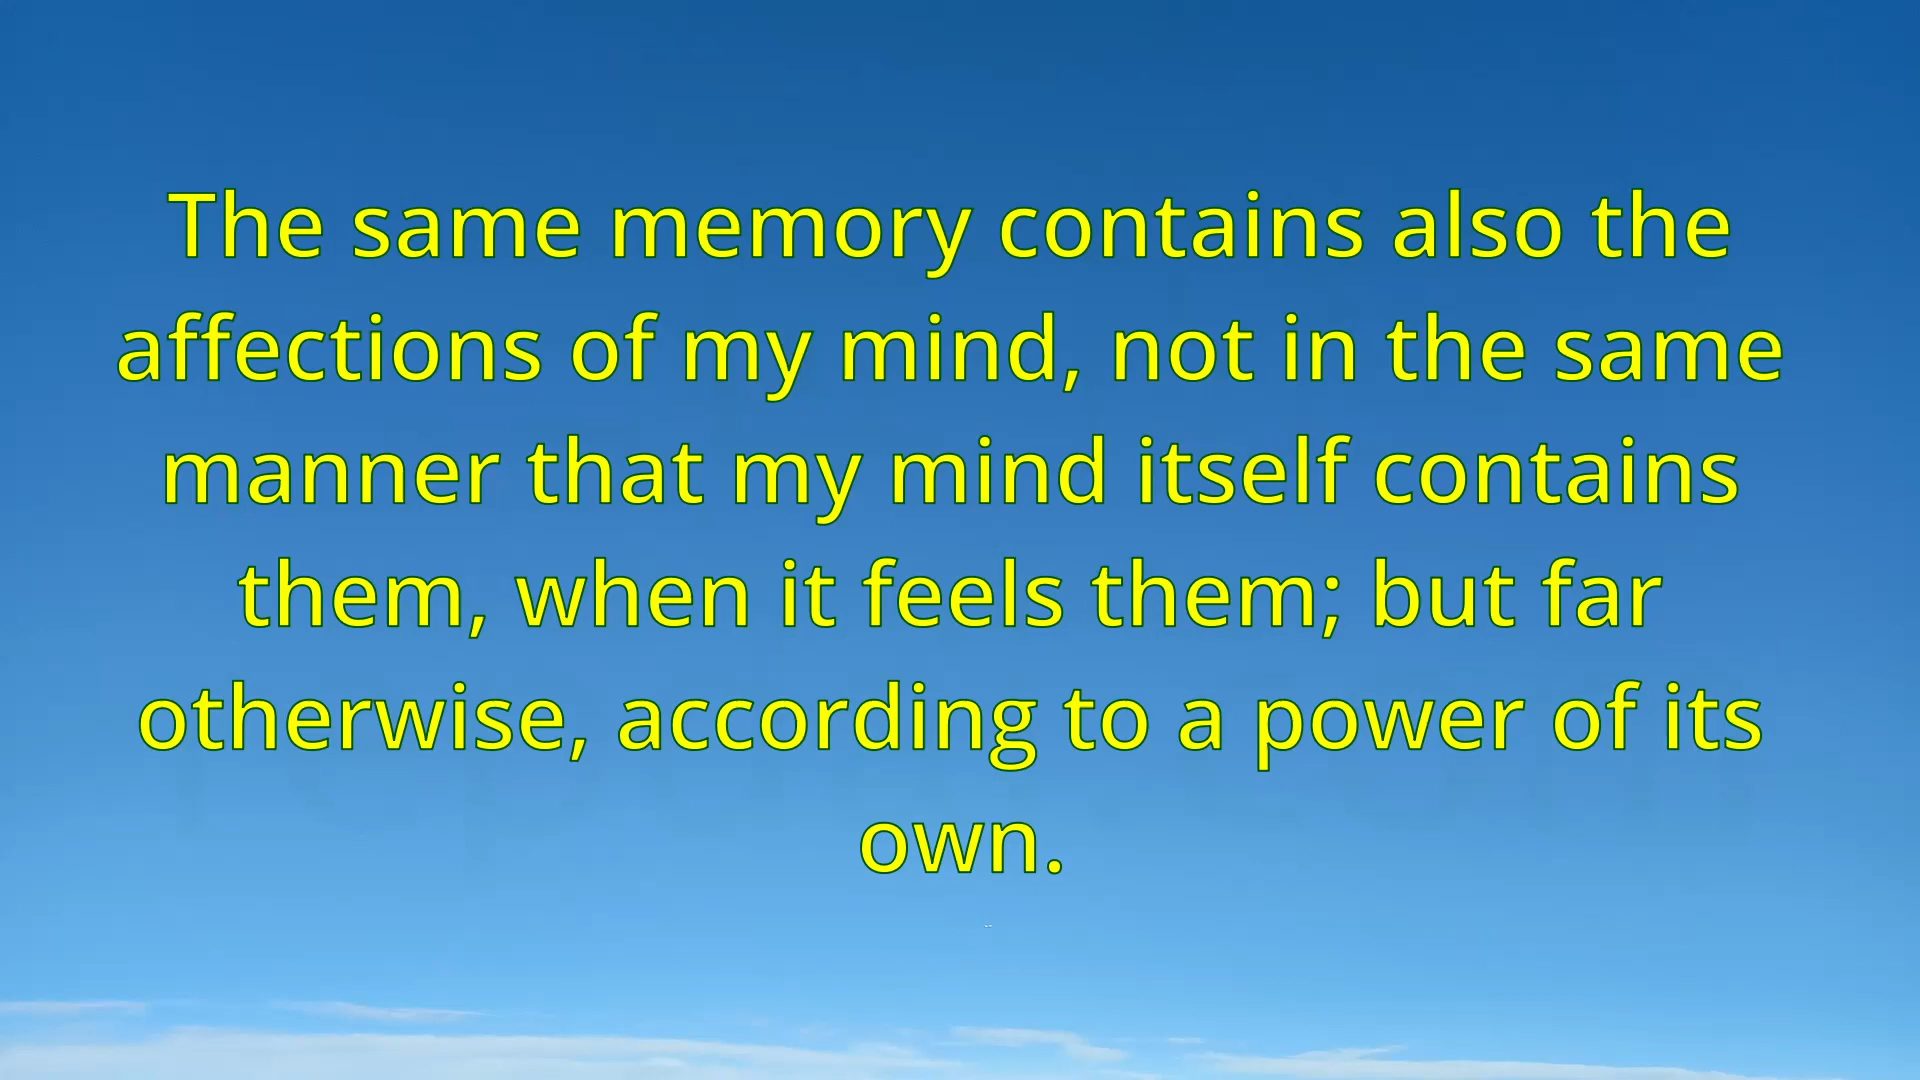 The same memory contains also the
affections of my mind, not in the same
manner that my mind itself contains
them, when it feels them; but far
otherwise, according to a power of its
own.